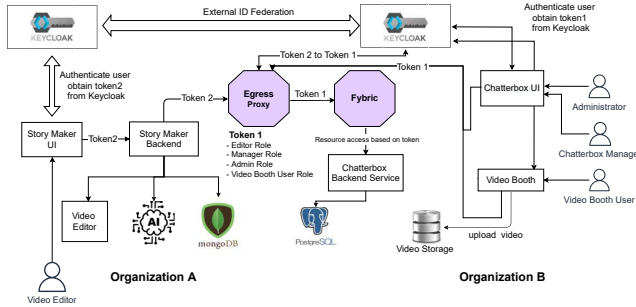 External ID Federation
Authenticate user
obtain token1
from Keycloak
KEYCLOAK
KEYCLOAK
Token 2 to Token 1
Token 1
Authenticate user
obtain token2
from Keycloak
Token 2
Egress
Proxy
Token 1
Fybric
Chatterbox UI
Administrator
Story Maker
UI
Token2
Story Maker
Backend
Token 1
- Editor Role
- Manager Role
- Admin Role
- Video Booth User Role
Resource access based on token
Chatterbox Manage
Chatterbox
Backend Service
Video Booth
Video Booth User
Video
Editor
AI
mongoDB
PostgreSQL
Video Storage
upload video
Organization A
Organization B
Video Editor